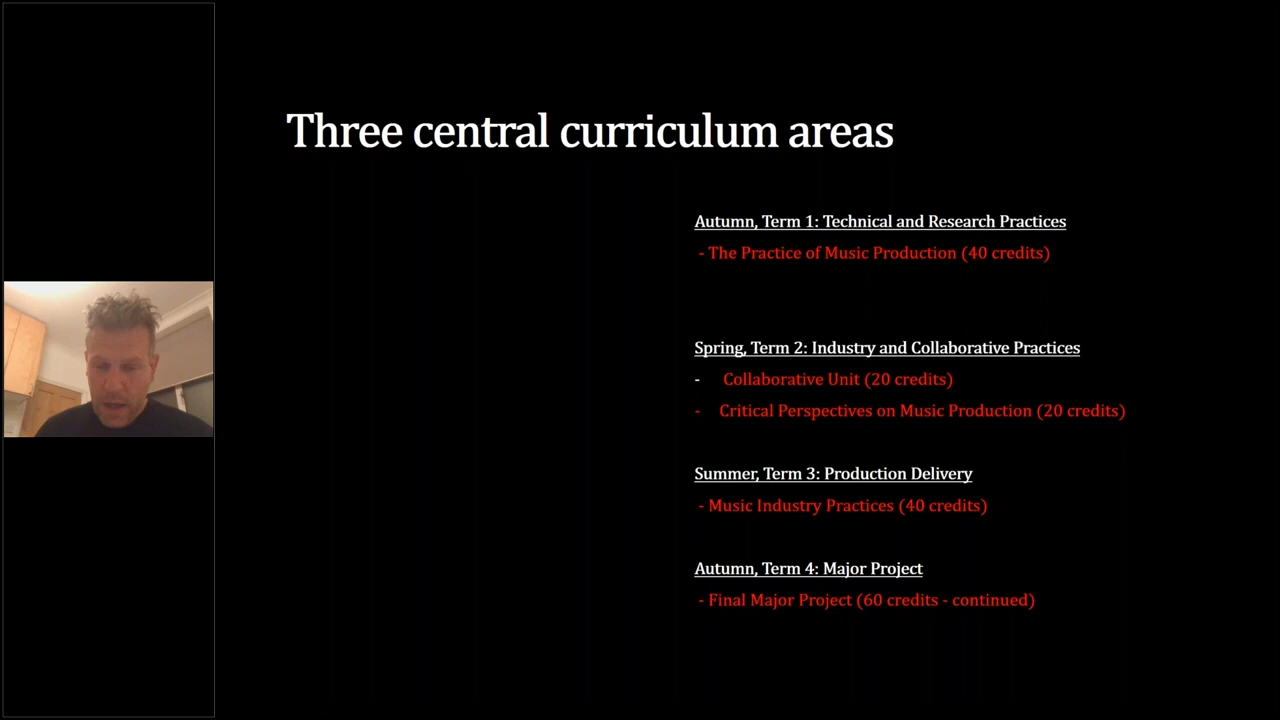 Three central curriculum areas
Autumn, Term 1: Technical and Research Practices
- The Practice of Music Production (40 credits)
Spring, Term 2: Industry and Collaborative Practices
- Collaborative Unit (20 credits)
- Critical Perspectives on Music Production (20 credits)
Summer, Term 3: Production Delivery
- Music Industry Practices (40 credits)
Autumn, Term 4: Major Project
- Final Major Project (60 credits - continued)